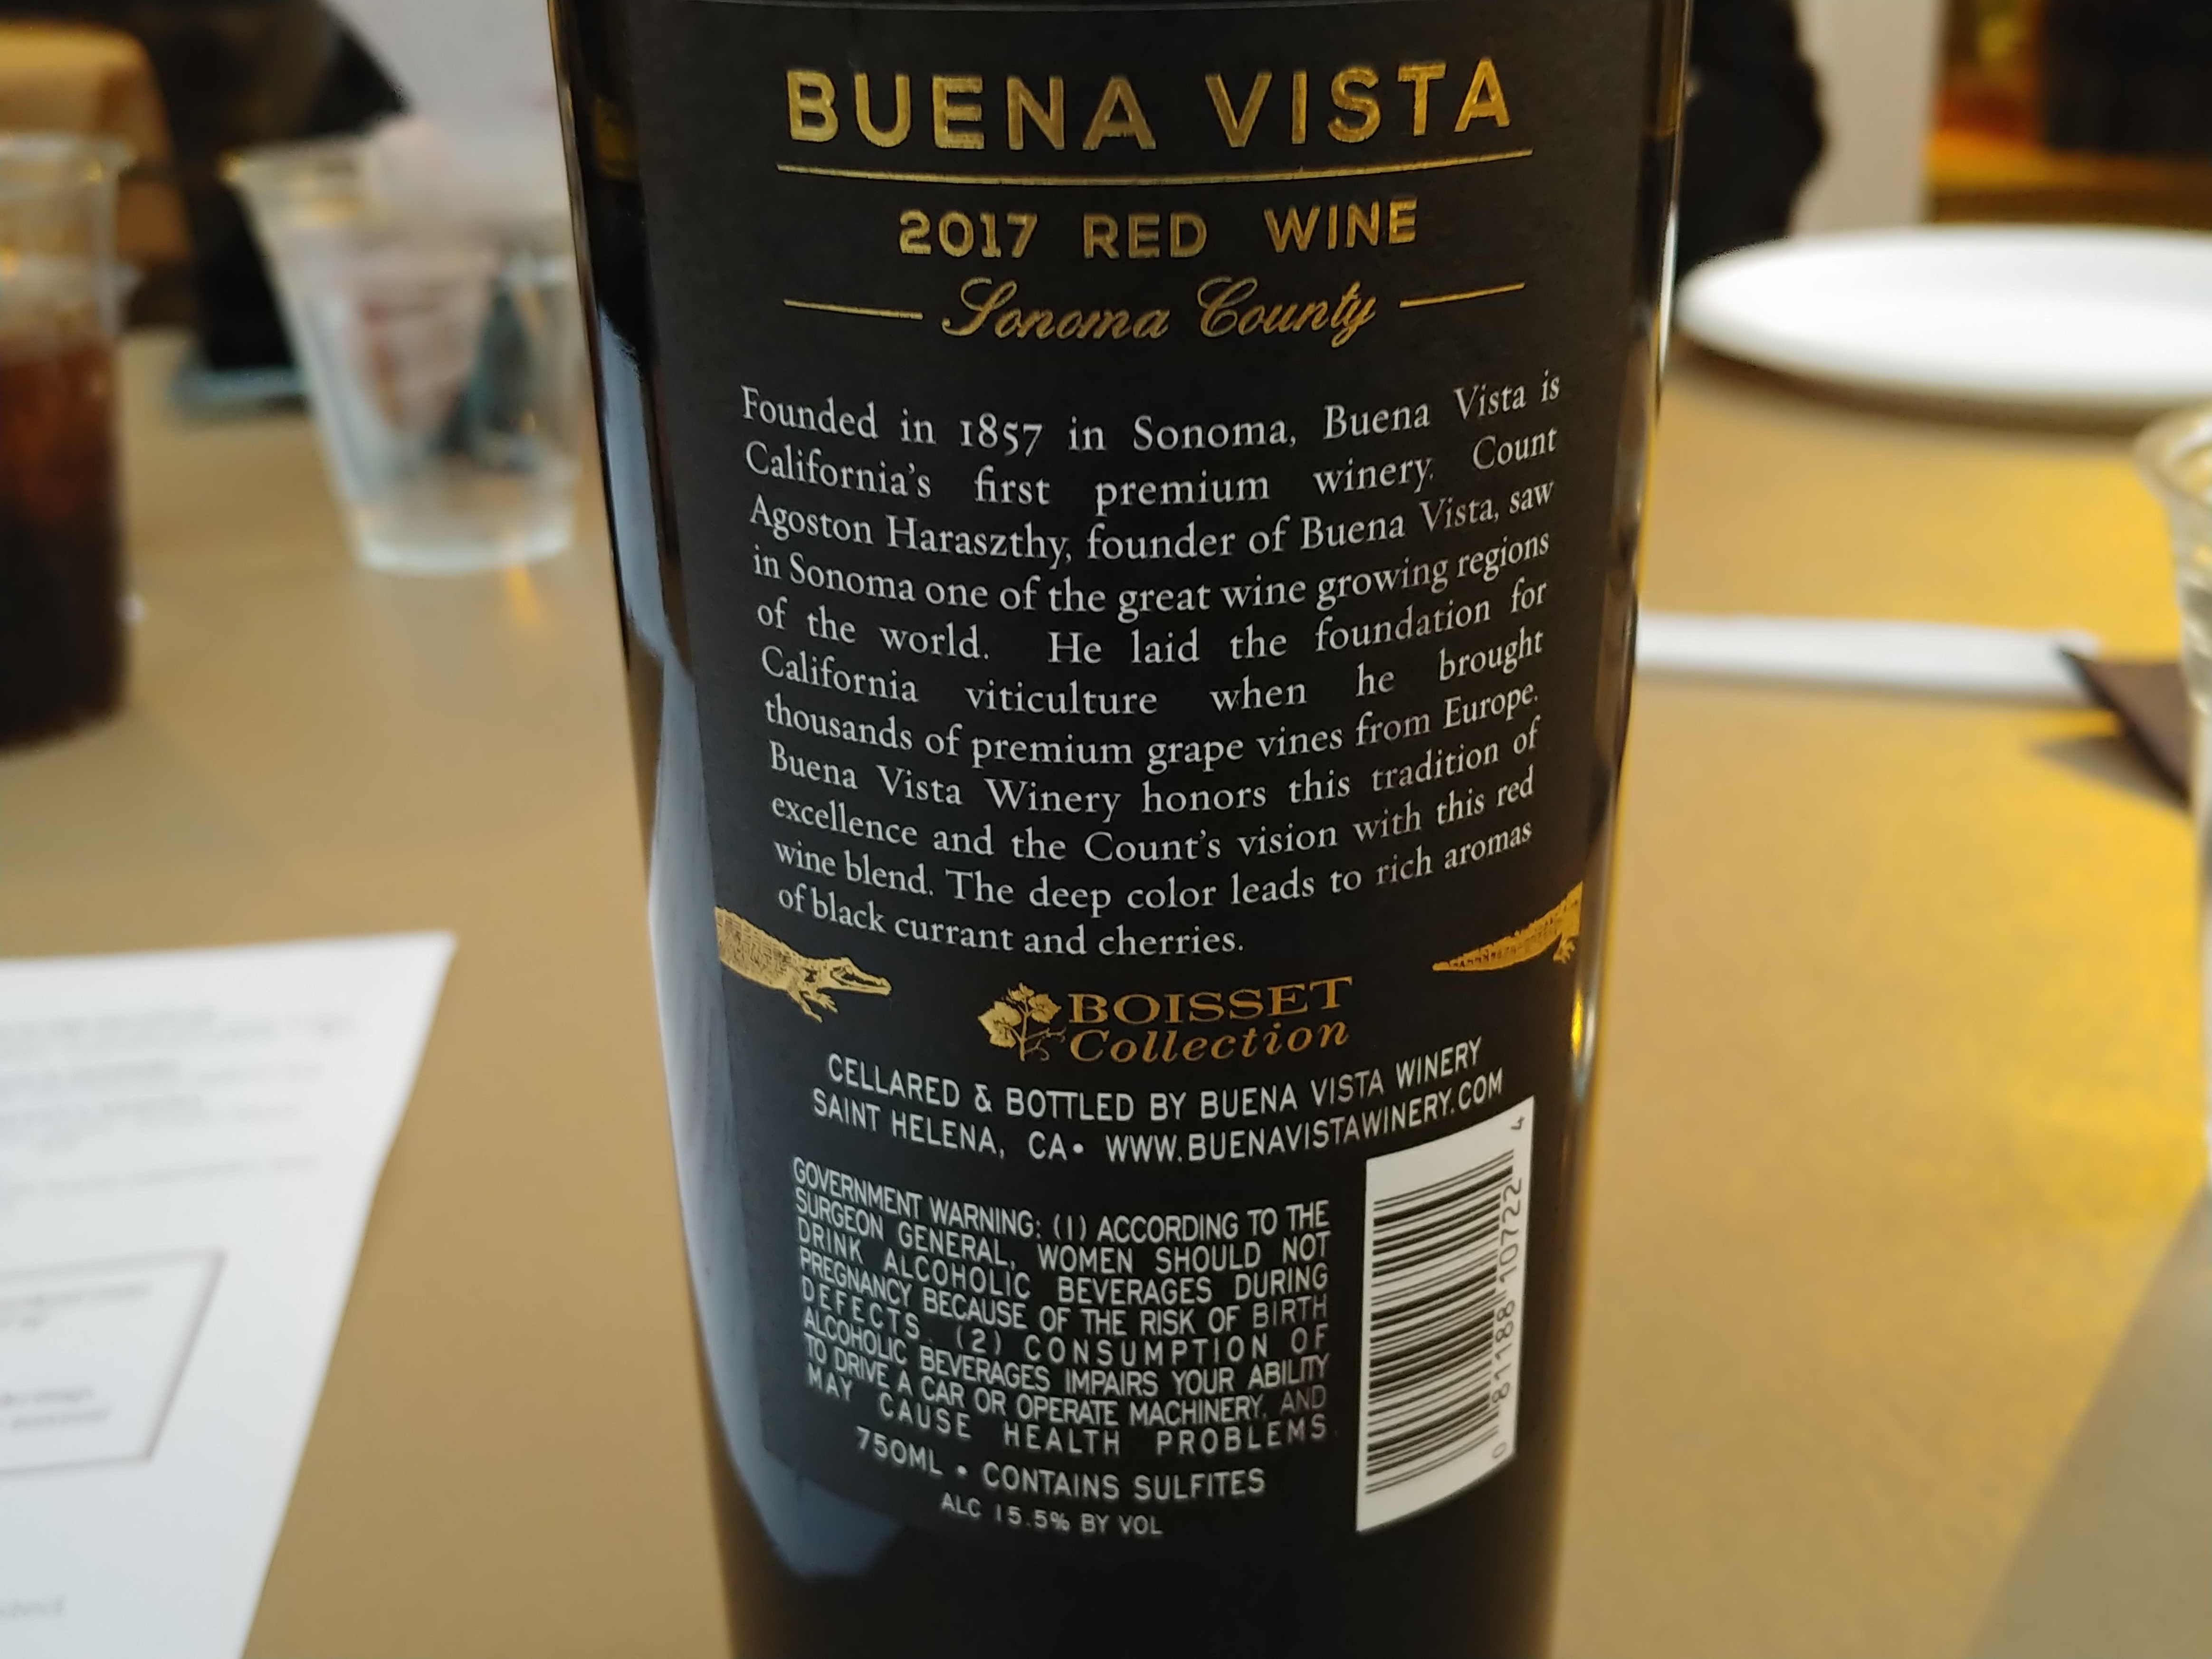 BUENA VISTA
2017 RED WINE
Sonoma County
Founded in 1857 in Sonoma, Buena Vista is
California's first premium winery. Count
Agoston Haraszthy, founder of Buena Vista, saw
in Sonoma one of the great wine growing regions
of the world. He laid the foundation for
California viticulture when he brought
thousands of premium grape vines from Europe.
Buena Vista Winery honors this tradition of
excellence and the Count's vision with this red
wine blend. The deep color leads to rich aromas
of black currant and cherries.
BOISSET
Collection
CELLARED & BOTTLED BY BUENA VISTA WINERY
SAINT HELENA, CA• WWW.BUENAVISTAWINERY.COM
GOVERNMENT WARNING: (1) ACCORDING TO THE
SURGEON GENERAL, WOMEN SHOULD NOT
DRINK ALCOHOLIC BEVERAGES DURING
PREGNANCY BECAUSE OF THE RISK OF BIRTH
DEFECTS. (2) CONSUMPTION OF
ALCOHOLIC BEVERAGES IMPAIRS YOUR ABILITY
TO DRIVE A CAR OR OPERATE MACHINERY, AND
MAY CAUSE HEALTH PROBLEMS.
750ML • CONTAINS SULFITES
ALC 15.5% BY VOL
0 81188 10722 4